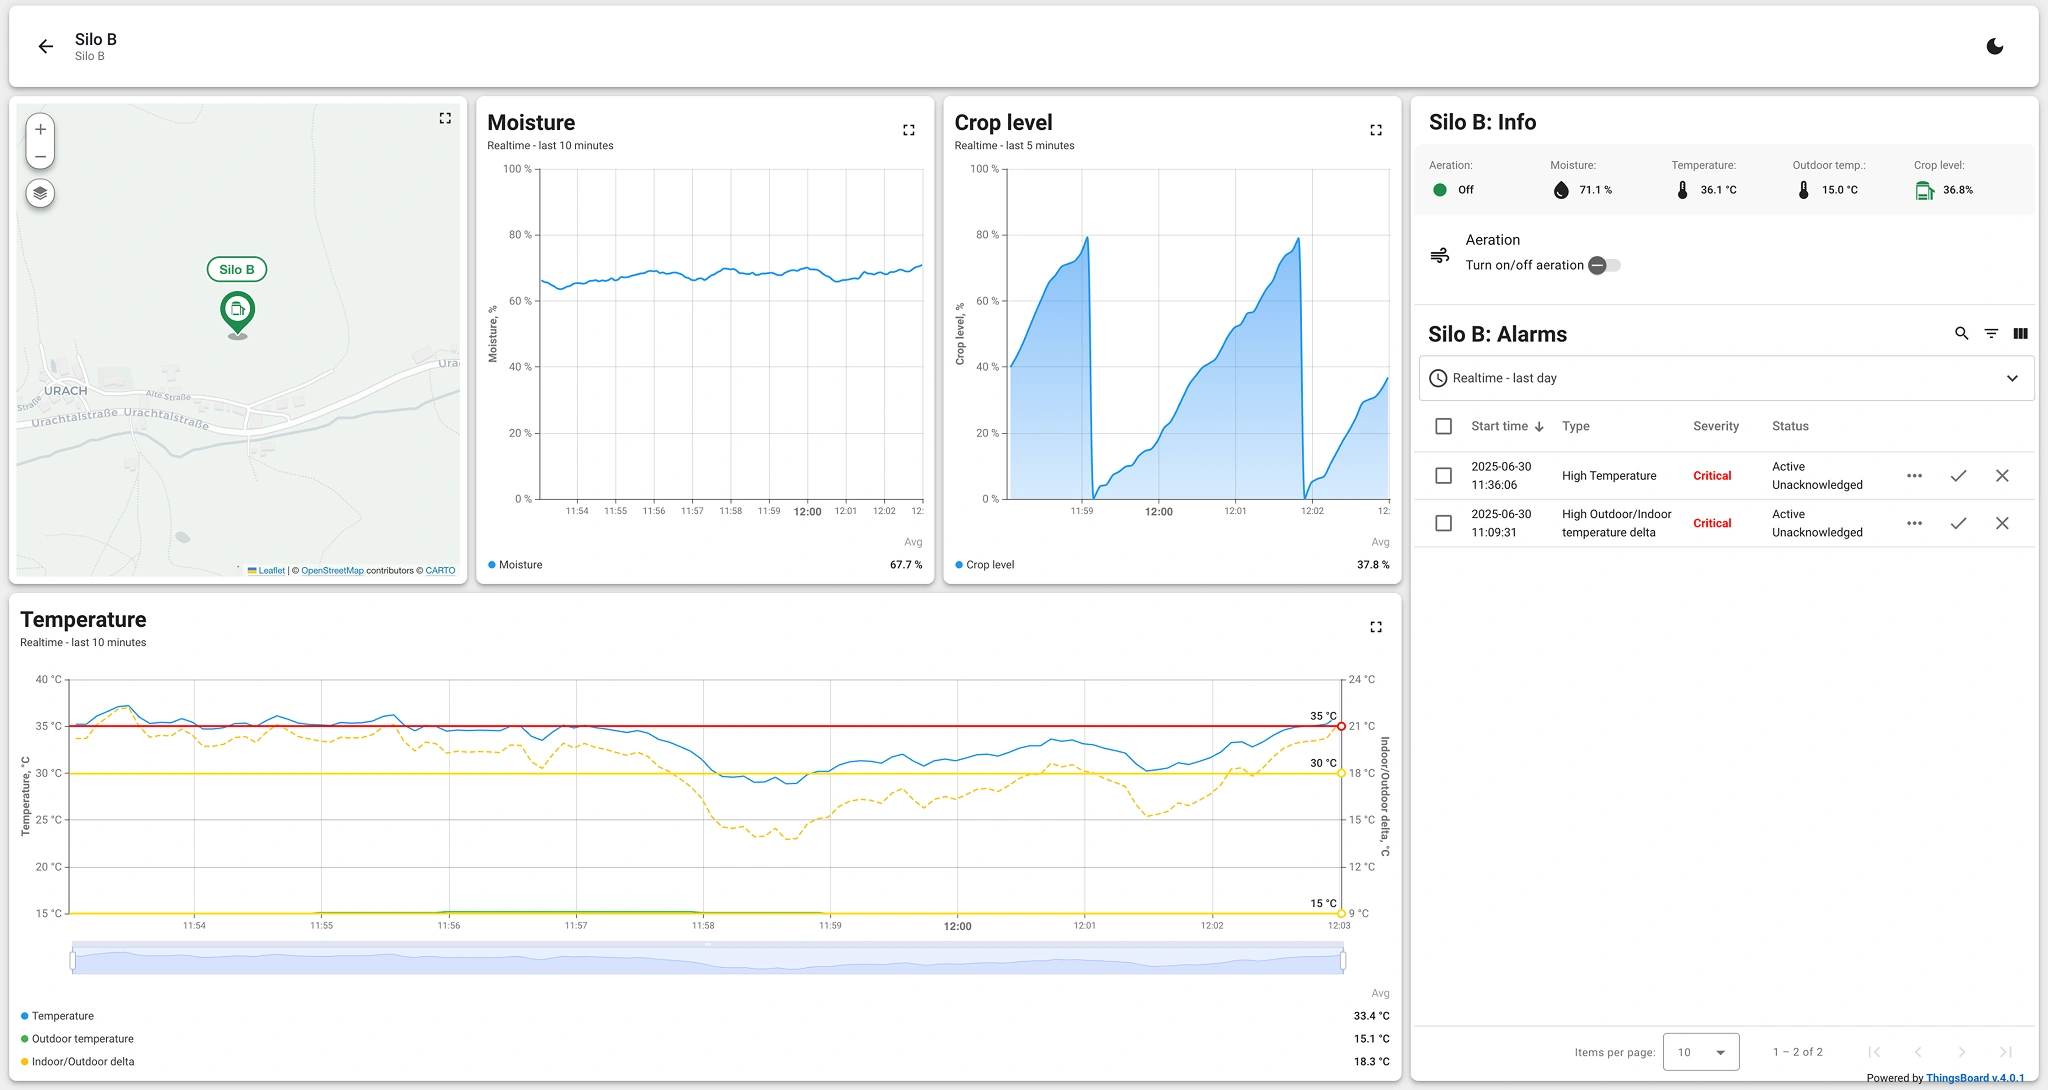 Silo B
Silo B
+
−
Silo B
URACH
Straße
Alte Straße
Urachtalstraße Urachtalstraße
Ura
Leaflet | © OpenStreetMap contributors © CARTO
Moisture
Realtime - last 10 minutes
100 %
80 %
60 %
40 %
20 %
0 %
Moisture, %
11:54 11:55 11:56 11:57 11:58 11:59 12:00 12:01 12:02 12:
Avg
Moisture 67.7 %
Crop level
Realtime - last 5 minutes
100 %
80 %
60 %
40 %
20 %
0 %
Crop level, %
11:59 12:00 12:01 12:02 12:
Avg
Crop level 37.8 %
Silo B: Info
Aeration: Moisture: Temperature: Outdoor temp.: Crop level:
Off 71.1 % 36.1 °C 15.0 °C 36.8%
Aeration
Turn on/off aeration
Silo B: Alarms
Realtime - last day
Start time Type Severity Status
2025-06-30 11:36:06 High Temperature Critical Active Unacknowledged
2025-06-30 11:09:31 High Outdoor/Indoor temperature delta Critical Active Unacknowledged
Items per page: 10 1 – 2 of 2
Powered by ThingsBoard v.4.0.1
Temperature
Realtime - last 10 minutes
40 °C
35 °C
30 °C
25 °C
20 °C
15 °C
Temperature, °C
35 °C
30 °C
15 °C
24 °C
21 °C
18 °C
15 °C
12 °C
9 °C
Indoor/Outdoor delta, °C
11:54 11:55 11:56 11:57 11:58 11:59 12:00 12:01 12:02 12:03
Avg
Temperature 33.4 °C
Outdoor temperature 15.1 °C
Indoor/Outdoor delta 18.3 °C